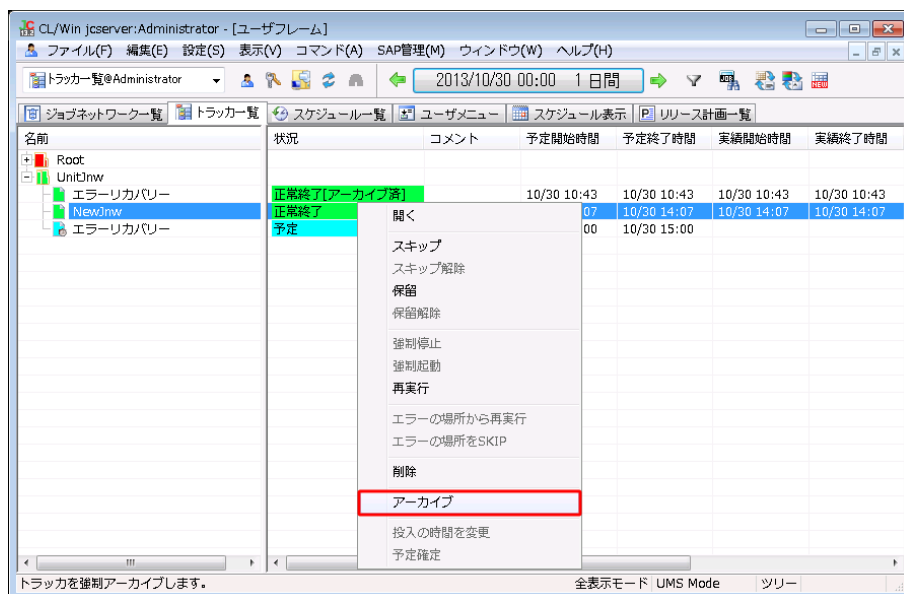 CL/Win jcserver:Administrator - [ユーザフレーム]
ファイル(F) 編集(E) 設定(S) 表示(V) コマンド(A) SAP管理(M) ウィンドウ(W) ヘルプ(H)
トラッカ一覧@Administrator 2013/10/30 00:00 1 日間
ジョブネットワーク一覧 トラッカ一覧 スケジュール一覧 ユーザメニュー スケジュール表示 リリース計画一覧
名前 状況 コメント 予定開始時間 予定終了時間 実績開始時間 実績終了時間
Root
UnitJnw
エラーリカバリー 正常終了[アーカイブ済] 10/30 10:43 10/30 10:43 10/30 10:43 10/30 10:43
NewJnw 正常終了 07 10/30 14:07 10/30 14:07 10/30 14:07
エラーリカバリー 予定 00 10/30 15:00
開く
スキップ
スキップ解除
保留
保留解除
強制停止
強制起動
再実行
エラーの場所から再実行
エラーの場所をSKIP
削除
アーカイブ
投入の時間を変更
予定確定
トラッカを強制アーカイブします。 全表示モード UMS Mode ツリー